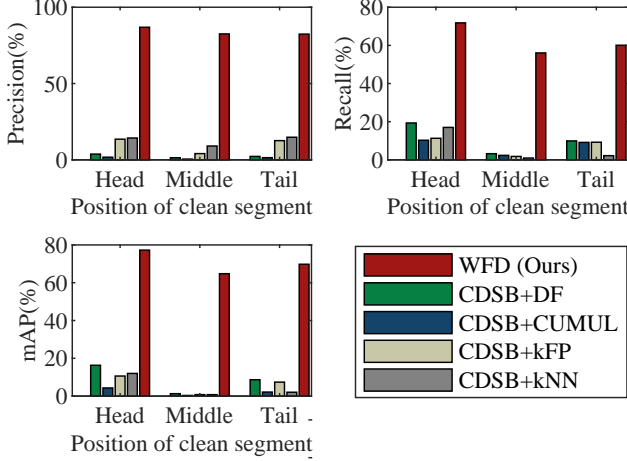 Precision(%)
100
50
0
Head Middle Tail
Position of clean segment
Recall(%)
80
60
40
20
0
Head Middle Tail
Position of clean segment
mAP(%)
80
60
40
20
0
Head Middle Tail
Position of clean segment
WFD (Ours)
CDSB+DF
CDSB+CUMUL
CDSB+kFP
CDSB+kNN